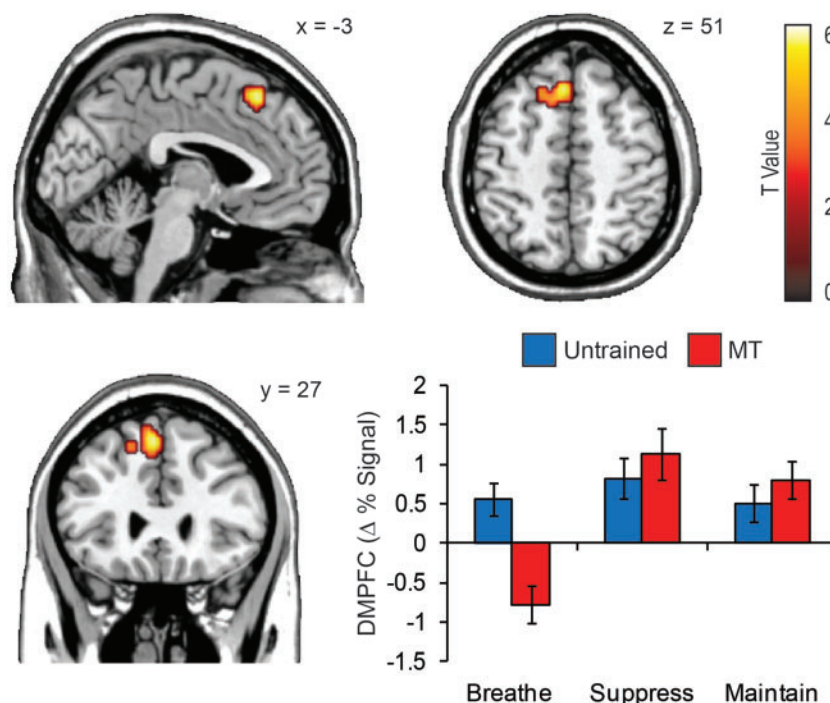 x = -3
z = 51
6
4
2
0
T Value
y = 27
Untrained
MT
DMPFC (Δ % Signal)
2
1.5
1
0.5
0
-0.5
-1
-1.5
Breathe Suppress Maintain